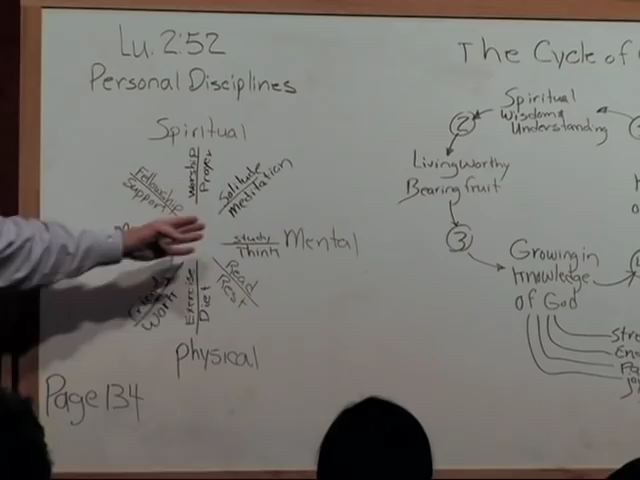 Lu. 2:52
Personal Disciplines
Spiritual
Worship
Prayer
Fellowship
Support
Solitude
meditation
study
Think
Mental
Read
Rest
Exercise
Diet
Work
Physical
Page 134
The Cycle of
Spiritual
Wisdom &
Understanding
2
Living worthy
Bearing fruit
3
Growing in
knowledge
of God